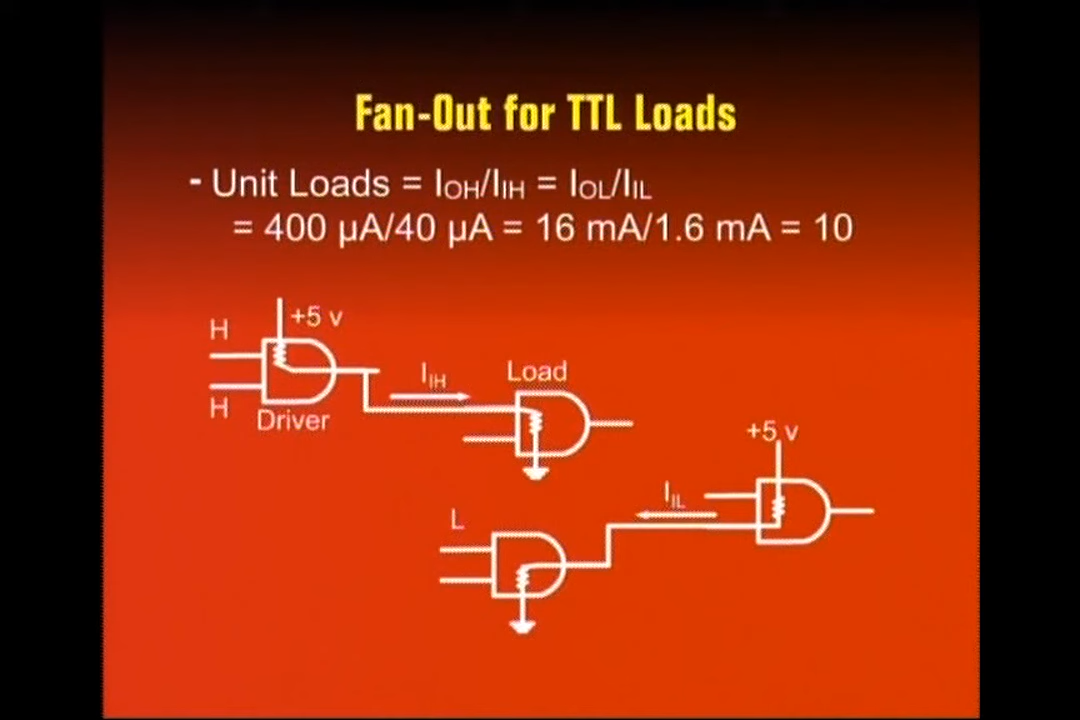 Fan-Out for TTL Loads
- Unit Loads = IOH/IIH = IOL/IIL
= 400 µA/40 µA = 16 mA/1.6 mA = 10
H
+5 v
IIH
Load
H
Driver
+5 v
IIL
L